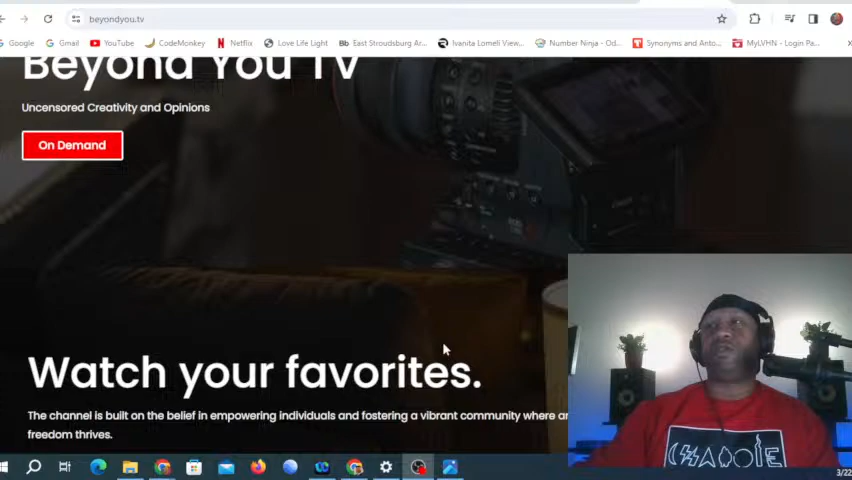 beyondyou.tv
Google
Gmail
YouTube
CodeMonkey
Netflix
Love Life Light
Bb East Stroudsburg Ar...
Ivanita Lomeli View...
Number Ninja - Od...
Synonyms and Anto...
MyLVHN - Login Pa...
Beyond You TV
Uncensored Creativity and Opinions
On Demand
Watch your favorites.
The channel is built on the belief in empowering individuals and fostering a vibrant community where
freedom thrives.
3/22